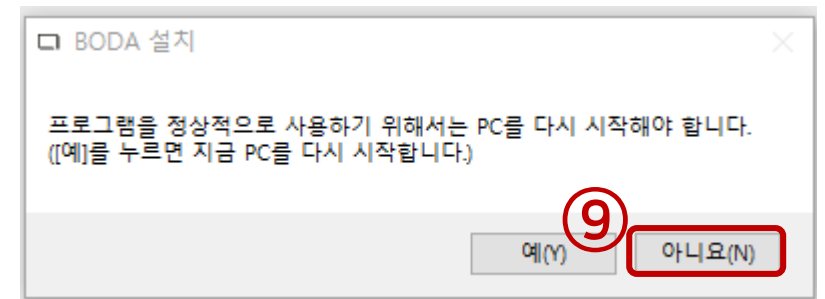 BODA 설치
프로그램을 정상적으로 사용하기 위해서는 PC를 다시 시작해야 합니다.
([예]를 누르면 지금 PC를 다시 시작합니다.)
⑨
예(Y) 아니요(N)